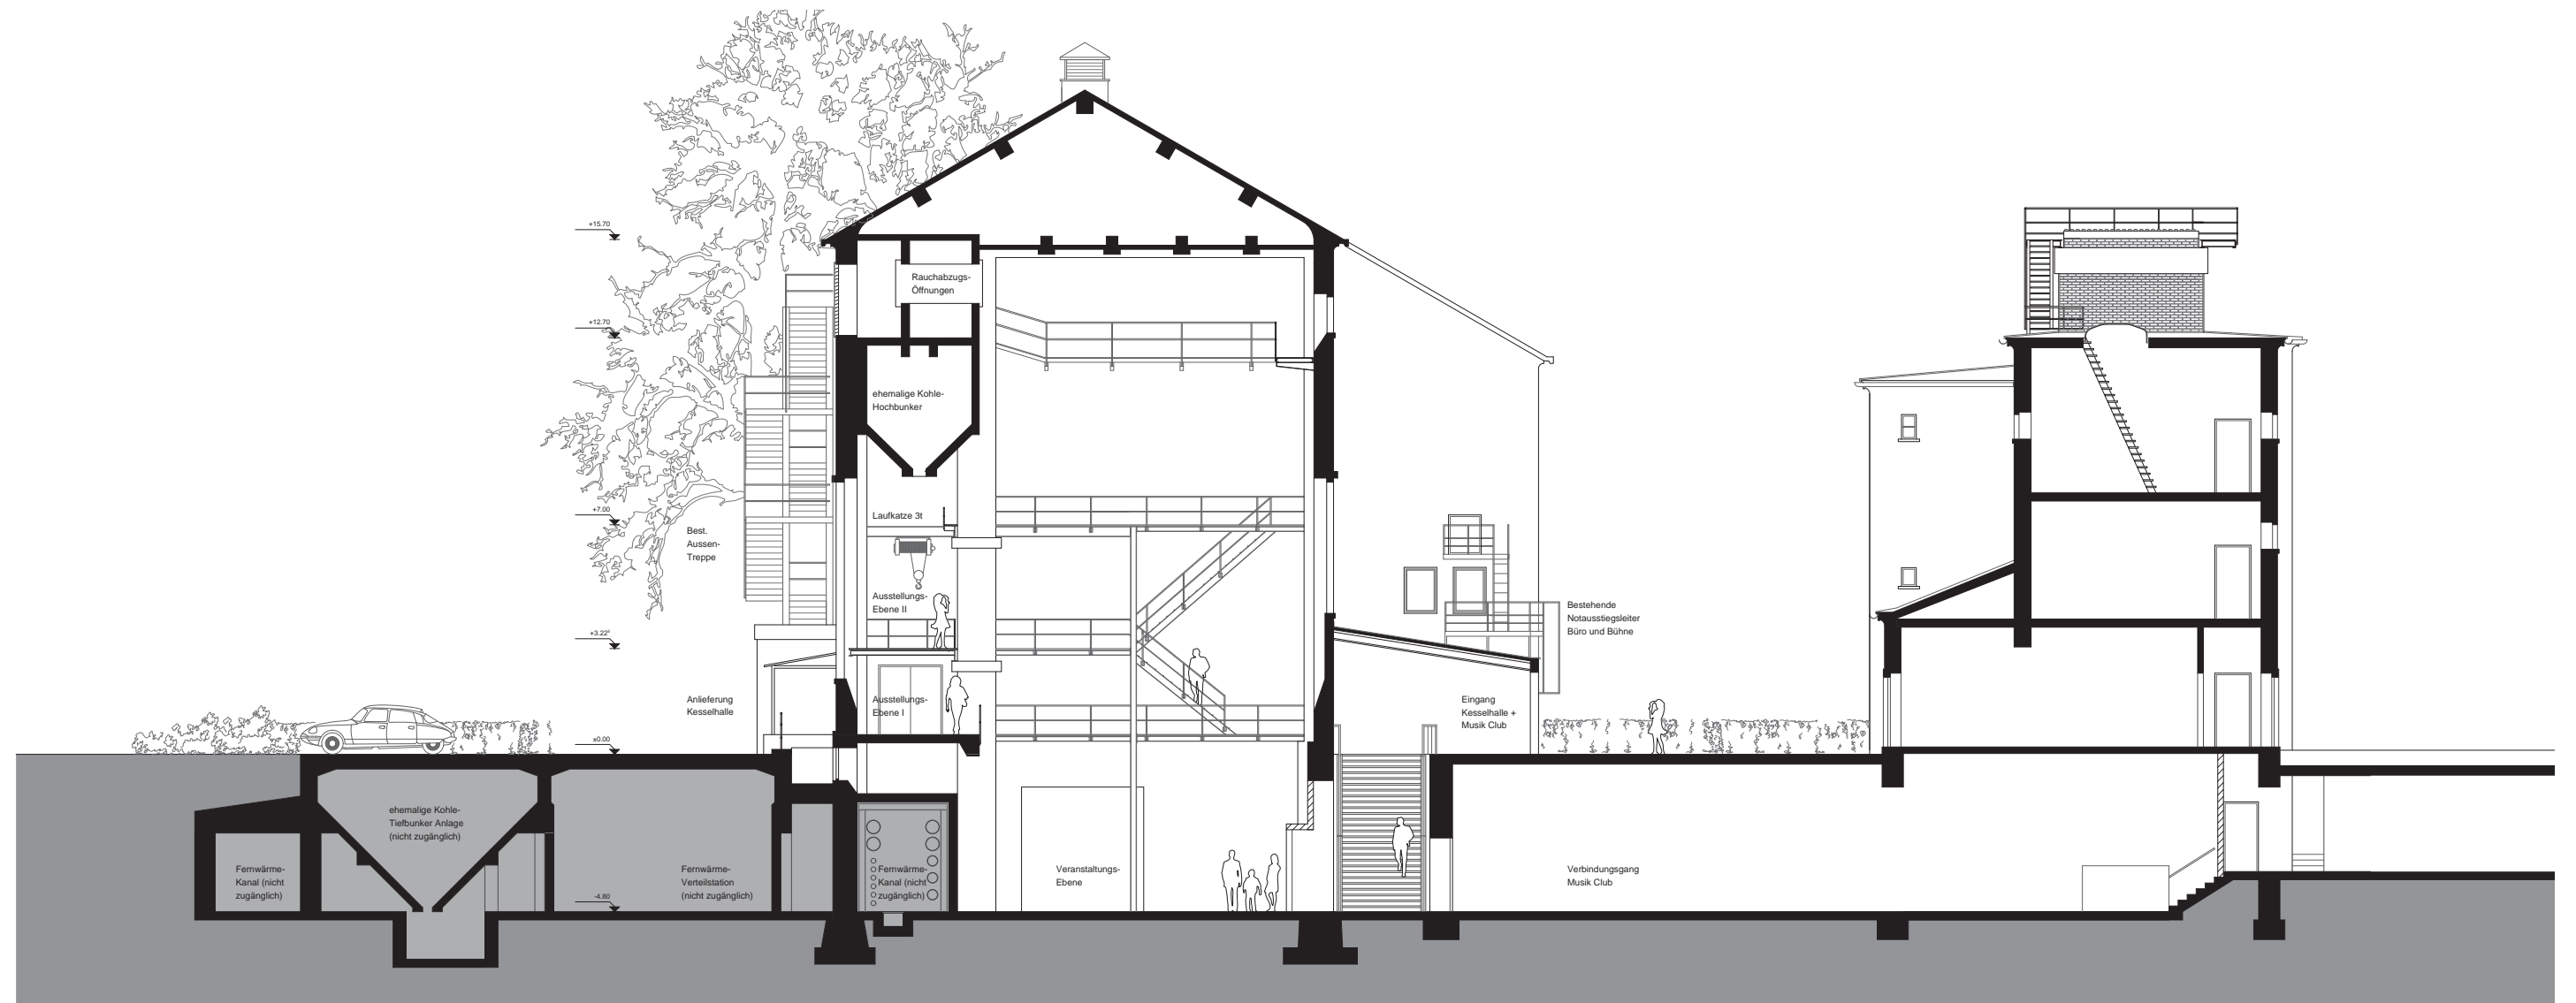 +15.70
Rauchabzugs-
Öffnungen
+12.70
ehemalige Kohle-
Hochbunker
+7.00
Laufkatze 3t
Best.
Aussen-
Treppe
Ausstellungs-
Ebene II
Bestehende
Notausstiegsleiter
Büro und Bühne
+3.22⁵
Anlieferung
Kesselhalle
Ausstellungs-
Ebene I
Eingang
Kesselhalle +
Musik Club
±0.00
ehemalige Kohle-
Tiefbunker Anlage
(nicht zugänglich)
Fernwärme-
Kanal (nicht
zugänglich)
Fernwärme-
Verteilstation
(nicht zugänglich)
-4.80
Fernwärme-
Kanal (nicht
zugänglich)
Veranstaltungs-
Ebene
Verbindungsgang
Musik Club